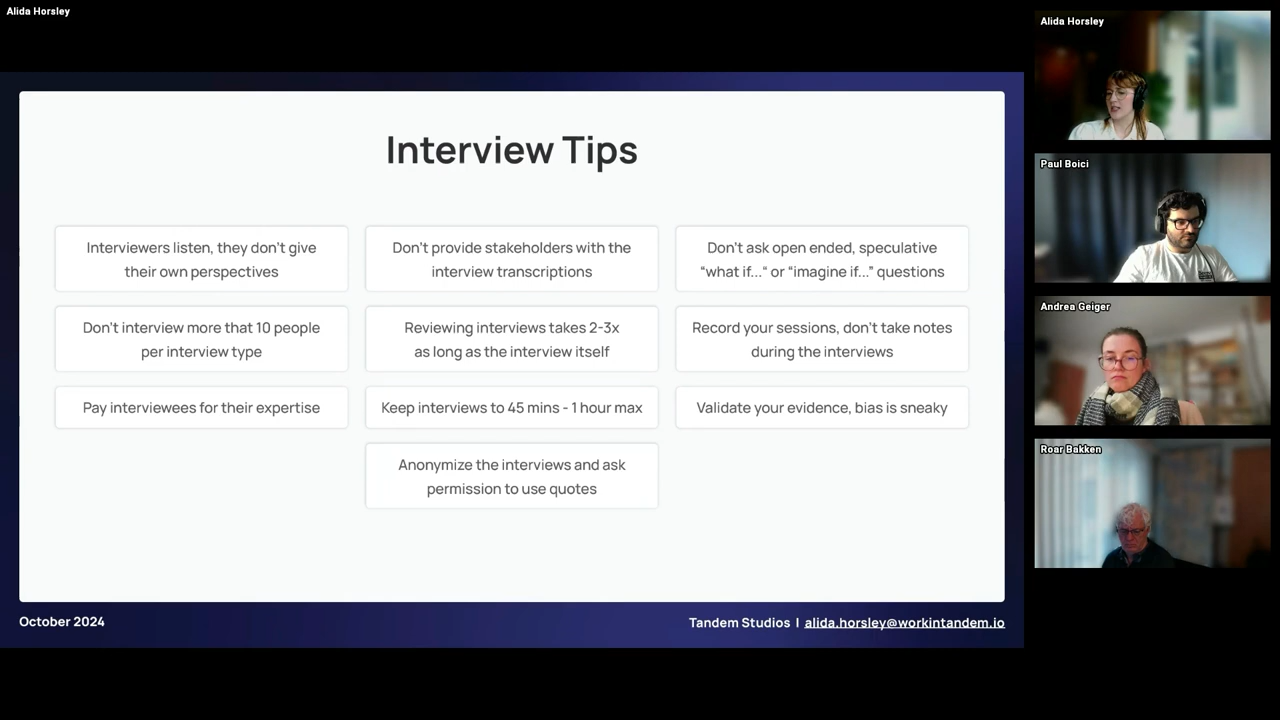 Alida Horsley
Interview Tips
Interviewers listen, they don't give
their own perspectives
Don't provide stakeholders with the
interview transcriptions
Don't ask open ended, speculative
“what if...“ or “imagine if...” questions
Don't interview more that 10 people
per interview type
Reviewing interviews takes 2-3x
as long as the interview itself
Record your sessions, don't take notes
during the interviews
Pay interviewees for their expertise
Keep interviews to 45 mins - 1 hour max
Validate your evidence, bias is sneaky
Anonymize the interviews and ask
permission to use quotes
October 2024
Tandem Studios | alida.horsley@workintandem.io
Alida Horsley
Paul Boici
Andrea Geiger
Roar Bakken